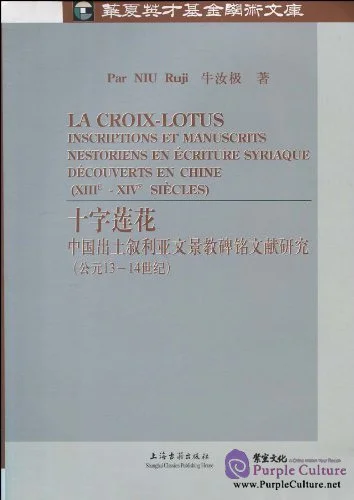 華夏英才基金學術文庫
Par NIU Ruji 牛汝极 著
LA CROIX-LOTUS
INSCRIPTIONS ET MANUSCRITS
NESTORIENS EN ÉCRITURE SYRIAQUE
DÉCOUVERTS EN CHINE
(XIIIᴱ - XIVᴱ SIÈCLES)
十字莲花
中国出土叙利亚文景教碑铭文献研究
(公元13－14世纪)
上海古籍出版社
Shanghai Classics Publishing House
紫室文化
Purple Culture
www.PurpleCulture.net